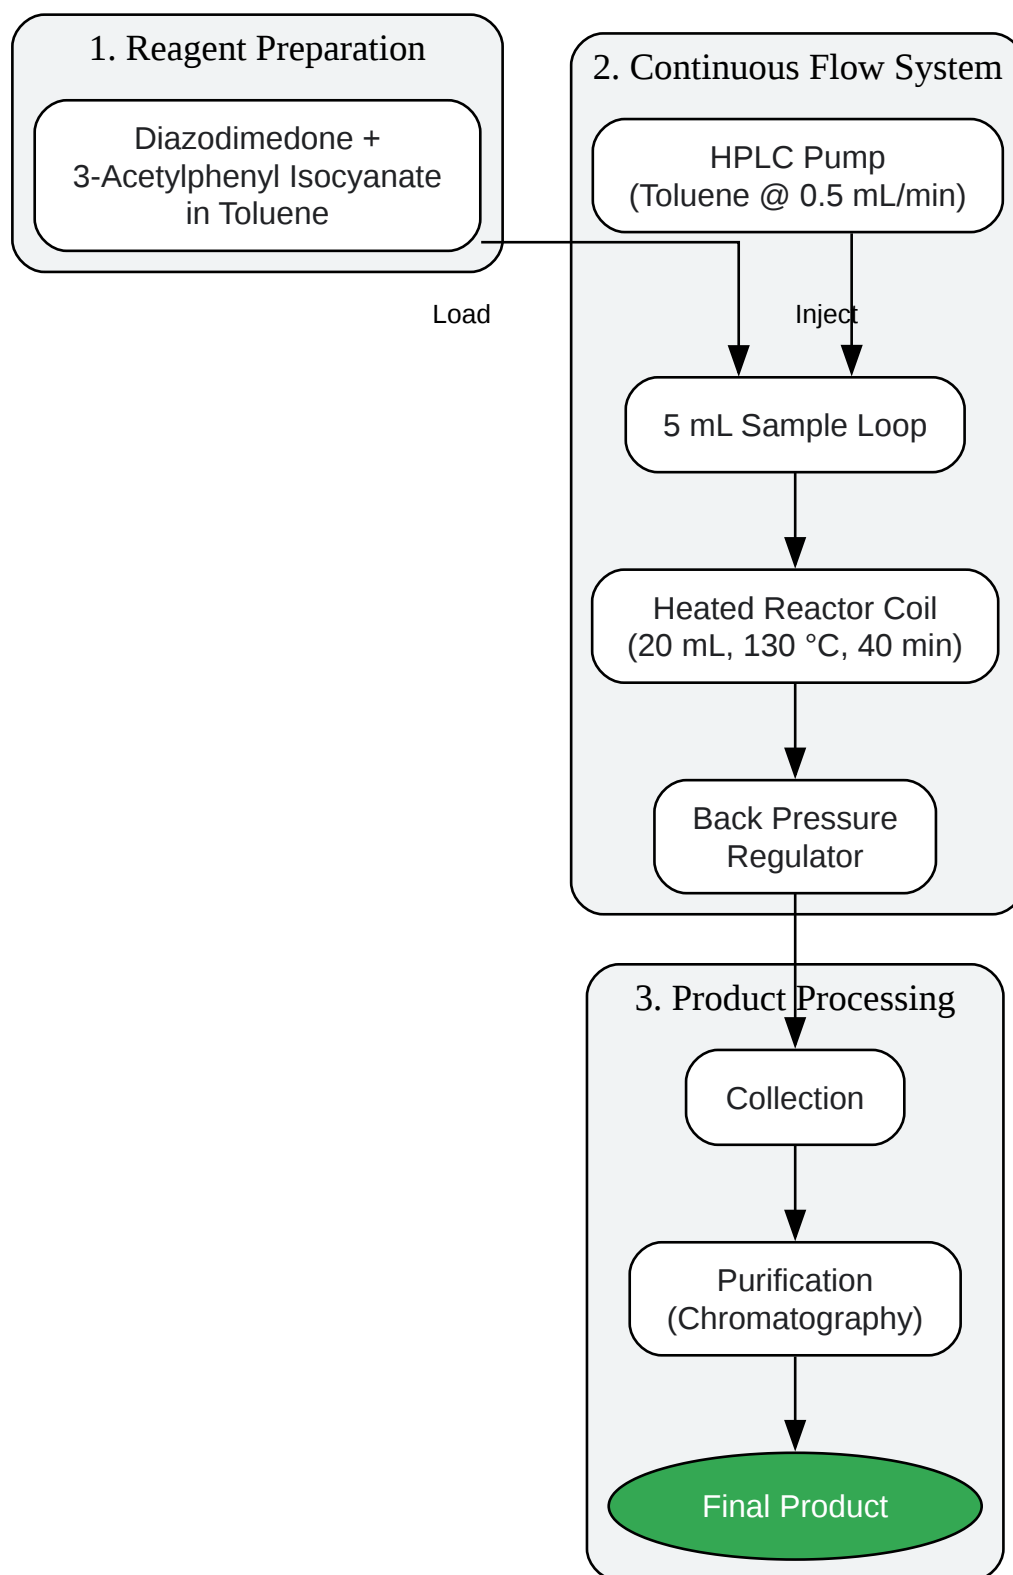 1. Reagent Preparation
Diazodimedone +
3-Acetylphenyl Isocyanate
in Toluene
Load
2. Continuous Flow System
HPLC Pump
(Toluene @ 0.5 mL/min)
Inject
5 mL Sample Loop
Heated Reactor Coil
(20 mL, 130 °C, 40 min)
Back Pressure
Regulator
3. Product Processing
Collection
Purification
(Chromatography)
Final Product